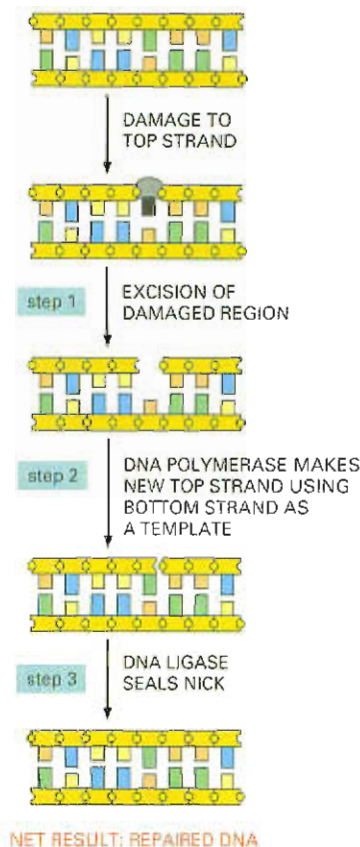 DAMAGE TO
TOP STRAND
step 1
EXCISION OF
DAMAGED REGION
step 2
DNA POLYMERASE MAKES
NEW TOP STRAND USING
BOTTOM STRAND AS
A TEMPLATE
step 3
DNA LIGASE
SEALS NICK
NET RESULT: REPAIRED DNA